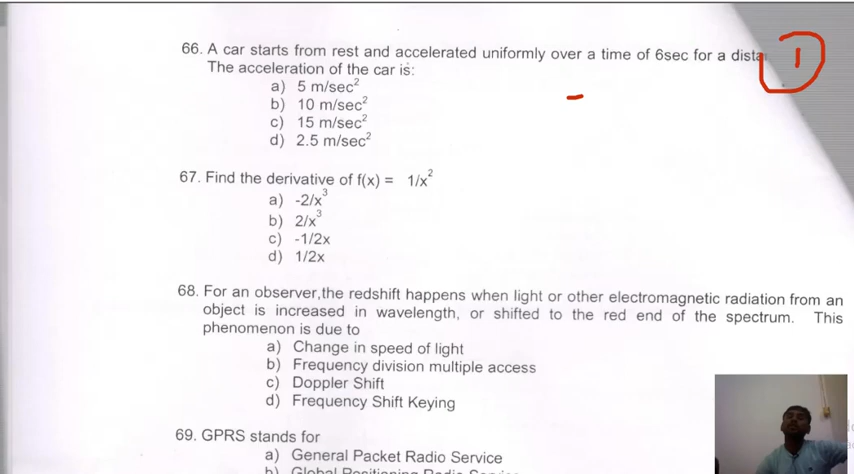 66. A car starts from rest and accelerated uniformly over a time of 6sec for a
The acceleration of the car is:
a) 5 m/sec²
b) 10 m/sec²
c) 15 m/sec²
d) 2.5 m/sec²
1
67. Find the derivative of f(x) = 1/x²
a) -2/x³
b) 2/x³
c) -1/2x
d) 1/2x
68. For an observer,the redshift happens when light or other electromagnetic radiation from an
object is increased in wavelength, or shifted to the red end of the spectrum. This
phenomenon is due to
a) Change in speed of light
b) Frequency division multiple access
c) Doppler Shift
d) Frequency Shift Keying
69. GPRS stands for
a) General Packet Radio Service
b) Global Positioning Radio